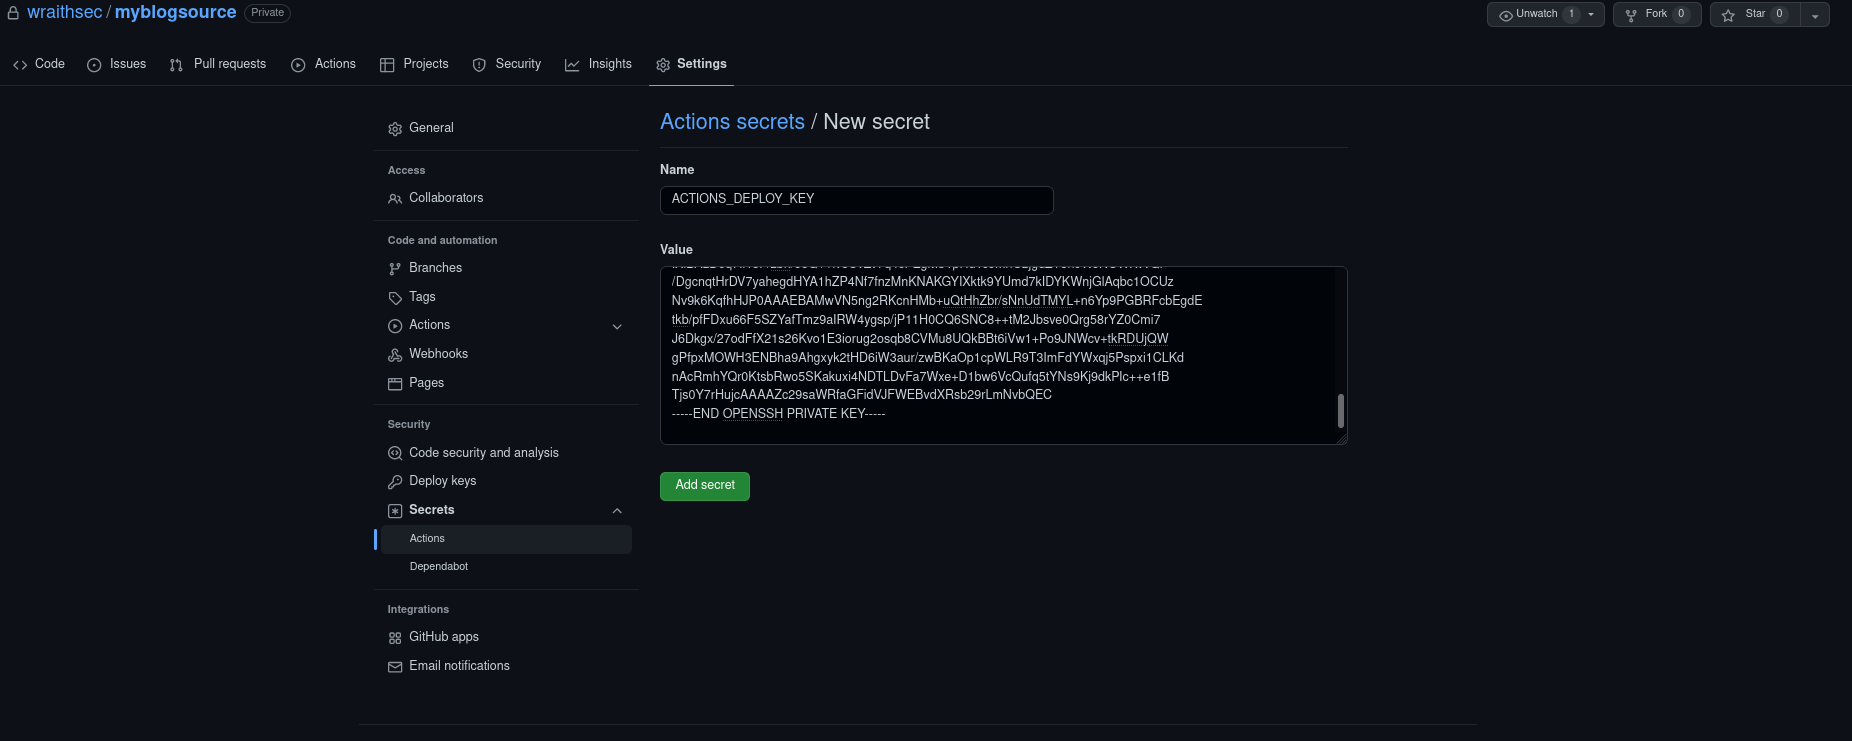 wraithsec / myblogsource Private
Unwatch 1
Fork 0
Star 0
Code
Issues
Pull requests
Actions
Projects
Security
Insights
Settings
General
Access
Collaborators
Code and automation
Branches
Tags
Actions
Webhooks
Pages
Security
Code security and analysis
Deploy keys
Secrets
Actions
Dependabot
Integrations
GitHub apps
Email notifications
Actions secrets / New secret
Name
ACTIONS_DEPLOY_KEY
Value
/DgcnqtHrDV7yahegdHYA1hZP4Nf7fnzMnKNAKGYIXktk9YUmd7kIDYKWnjGlAqbc1OCUz
Nv9k6KqfhHJP0AAAEBAMwVN5ng2RKcnHMb+uQtHhZbr/sNnUdTMYL+n6Yp9PGBRFcbEgdE
tkb/pfFDxu66F5SZYafTmz9aIRW4ygsp/jP11H0CQ6SNC8++tM2Jbsve0Qrg58rYZ0Cmi7
J6Dkgx/27odFfX21s26Kvo1E3iorug2osqb8CVMu8UQkBBt6iVw1+Po9JNWcv+tkRDUjQW
gPfpxMOWH3ENBha9Ahgxyk2tHD6iW3aur/zwBKaOp1cpWLR9T3ImFdYWxqj5Pspxi1CLKd
nAcRmhYQr0KtsbRwo5SKakuxi4NDTLDvFa7Wxe+D1bw6VcQufq5tYNs9Kj9dkPIc++e1fB
Tjs0Y7rHujcAAAAZc29saWRfaGFidVJFWEBvdXRsb29rLmNvbQEC
-----END OPENSSH PRIVATE KEY-----
Add secret